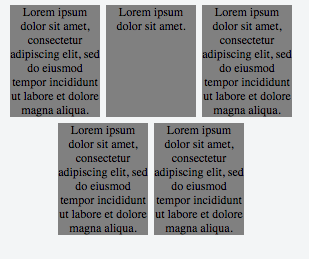 Lorem ipsum
dolor sit amet,
consectetur
adipiscing elit, sed
do eiusmod
tempor incididunt
ut labore et dolore
magna aliqua.
Lorem ipsum
dolor sit amet.
Lorem ipsum
dolor sit amet,
consectetur
adipiscing elit, sed
do eiusmod
tempor incididunt
ut labore et dolore
magna aliqua.
Lorem ipsum
dolor sit amet,
consectetur
adipiscing elit, sed
do eiusmod
tempor incididunt
ut labore et dolore
magna aliqua.
Lorem ipsum
dolor sit amet,
consectetur
adipiscing elit, sed
do eiusmod
tempor incididunt
ut labore et dolore
magna aliqua.